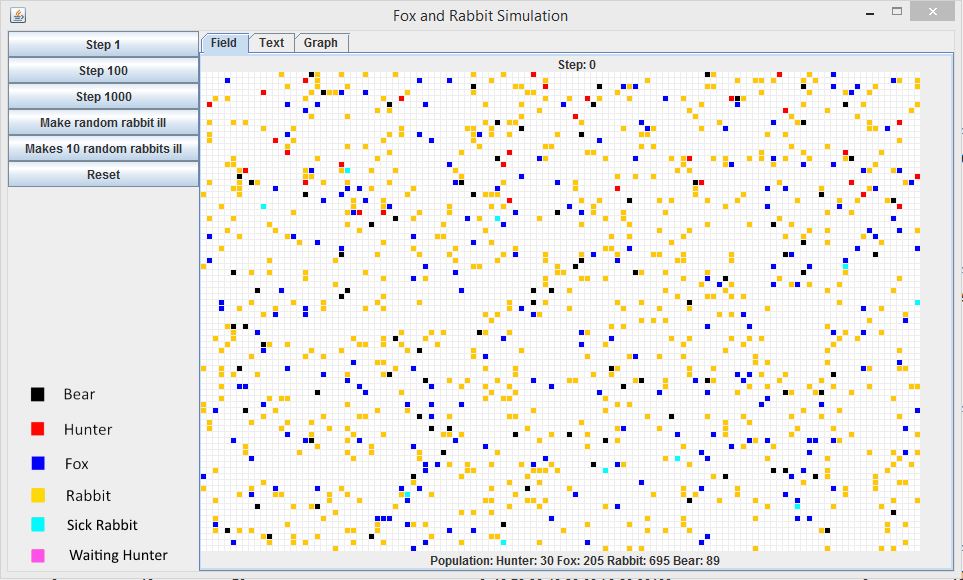 Fox and Rabbit Simulation
Step 1
Step 100
Step 1000
Make random rabbit ill
Makes 10 random rabbits ill
Reset
Field Text Graph
Step: 0
Bear
Hunter
Fox
Rabbit
Sick Rabbit
Waiting Hunter
Population: Hunter: 30 Fox: 205 Rabbit: 695 Bear: 89